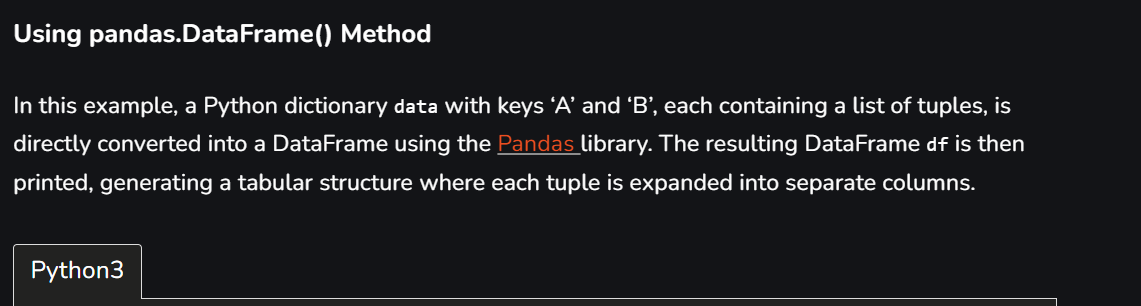 Using pandas.DataFrame() Method
In this example, a Python dictionary data with keys ‘A’ and ‘B’, each containing a list of tuples, is
directly converted into a DataFrame using the Pandas library. The resulting DataFrame df is then
printed, generating a tabular structure where each tuple is expanded into separate columns.
Python3